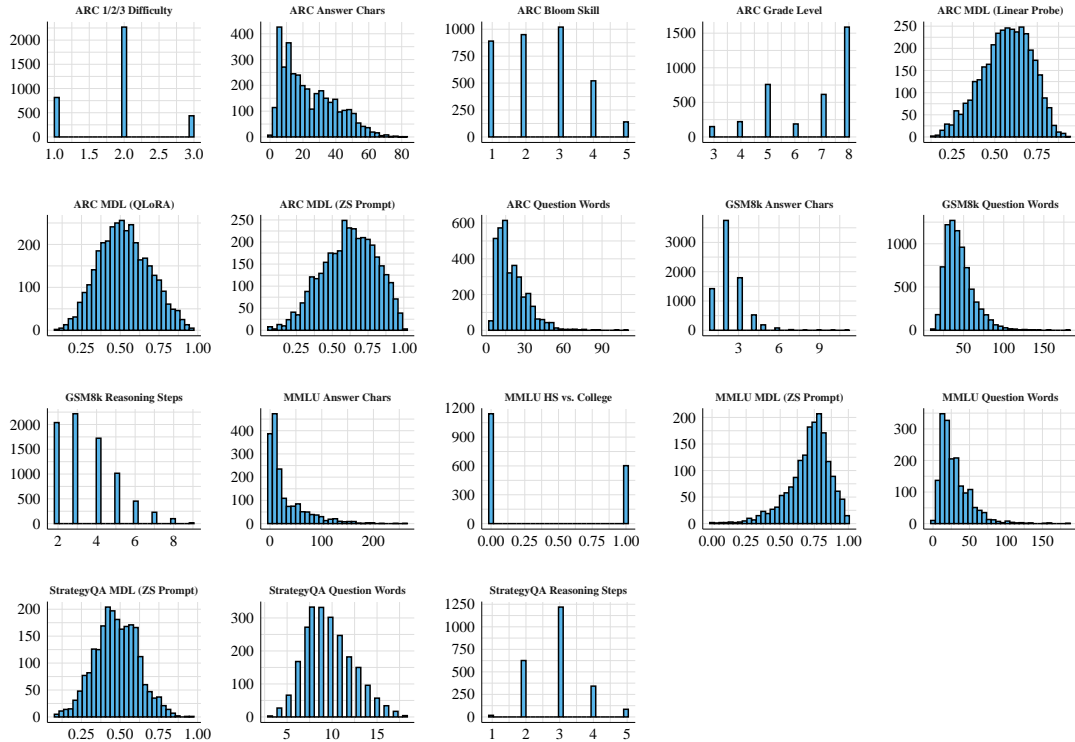 ARC 1/2/3 Difficulty
2000
1500
1000
500
0
1.0 1.5 2.0 2.5 3.0
ARC Answer Chars
400
300
200
100
0
0 20 40 60 80
ARC Bloom Skill
1000
750
500
250
0
1 2 3 4 5
ARC Grade Level
1500
1000
500
0
3 4 5 6 7 8
ARC MDL (Linear Probe)
250
200
150
100
50
0
0.25 0.50 0.75
ARC MDL (QLoRA)
200
100
0
0.25 0.50 0.75 1.00
ARC MDL (ZS Prompt)
250
200
150
100
50
0
0.25 0.50 0.75 1.00
ARC Question Words
600
400
200
0
0 30 60 90
GSM8k Answer Chars
3000
2000
1000
0
3 6 9
GSM8k Question Words
1000
500
0
50 100 150
GSM8k Reasoning Steps
2000
1500
1000
500
0
2 4 6 8
MMLU Answer Chars
400
300
200
100
0
0 100 200
MMLU HS vs. College
1200
900
600
300
0
0.00 0.25 0.50 0.75 1.00
MMLU MDL (ZS Prompt)
200
150
100
50
0
0.00 0.25 0.50 0.75 1.00
MMLU Question Words
300
200
100
0
0 50 100 150
StrategyQA MDL (ZS Prompt)
200
150
100
50
0
0.25 0.50 0.75 1.00
StrategyQA Question Words
300
200
100
0
5 10 15
StrategyQA Reasoning Steps
1250
1000
750
500
250
0
1 2 3 4 5